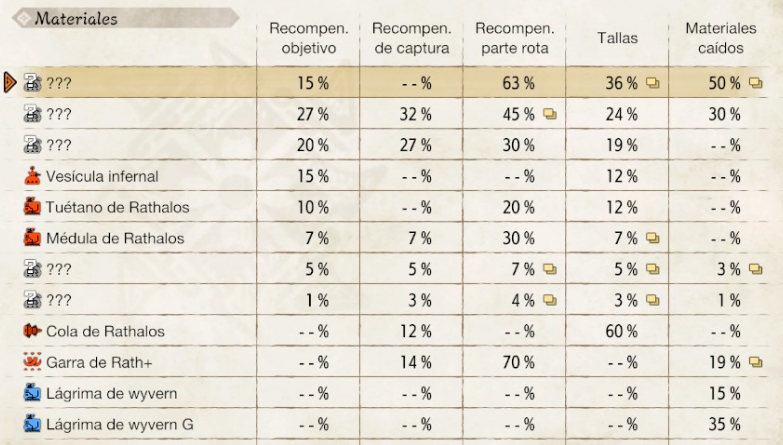 Materiales
Recompen. objetivo Recompen. de captura Recompen. parte rota Tallas Materiales caídos
??? 15 % - - % 63 % 36 % 50 %
??? 27 % 32 % 45 % 24 % 30 %
??? 20 % 27 % 30 % 19 % - - %
Vesícula infernal 15 % - - % - - % 12 % - - %
Tuétano de Rathalos 10 % - - % 20 % 12 % - - %
Médula de Rathalos 7 % 7 % 30 % 7 % - - %
??? 5 % 5 % 7 % 5 % 3 %
??? 1 % 3 % 4 % 3 % 1 %
Cola de Rathalos - - % 12 % - - % 60 % - - %
Garra de Rath+ - - % 14 % 70 % - - % 19 %
Lágrima de wyvern - - % - - % - - % - - % 15 %
Lágrima de wyvern G - - % - - % - - % - - % 35 %